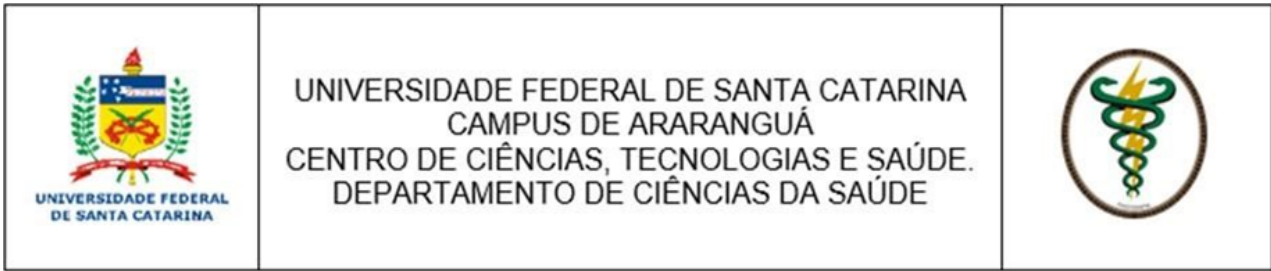 UNIVERSIDADE FEDERAL DE SANTA CATARINA
CAMPUS DE ARARANGUÁ
CENTRO DE CIÊNCIAS, TECNOLOGIAS E SAÚDE.
DEPARTAMENTO DE CIÊNCIAS DA SAÚDE
UNIVERSIDADE FEDERAL
DE SANTA CATARINA